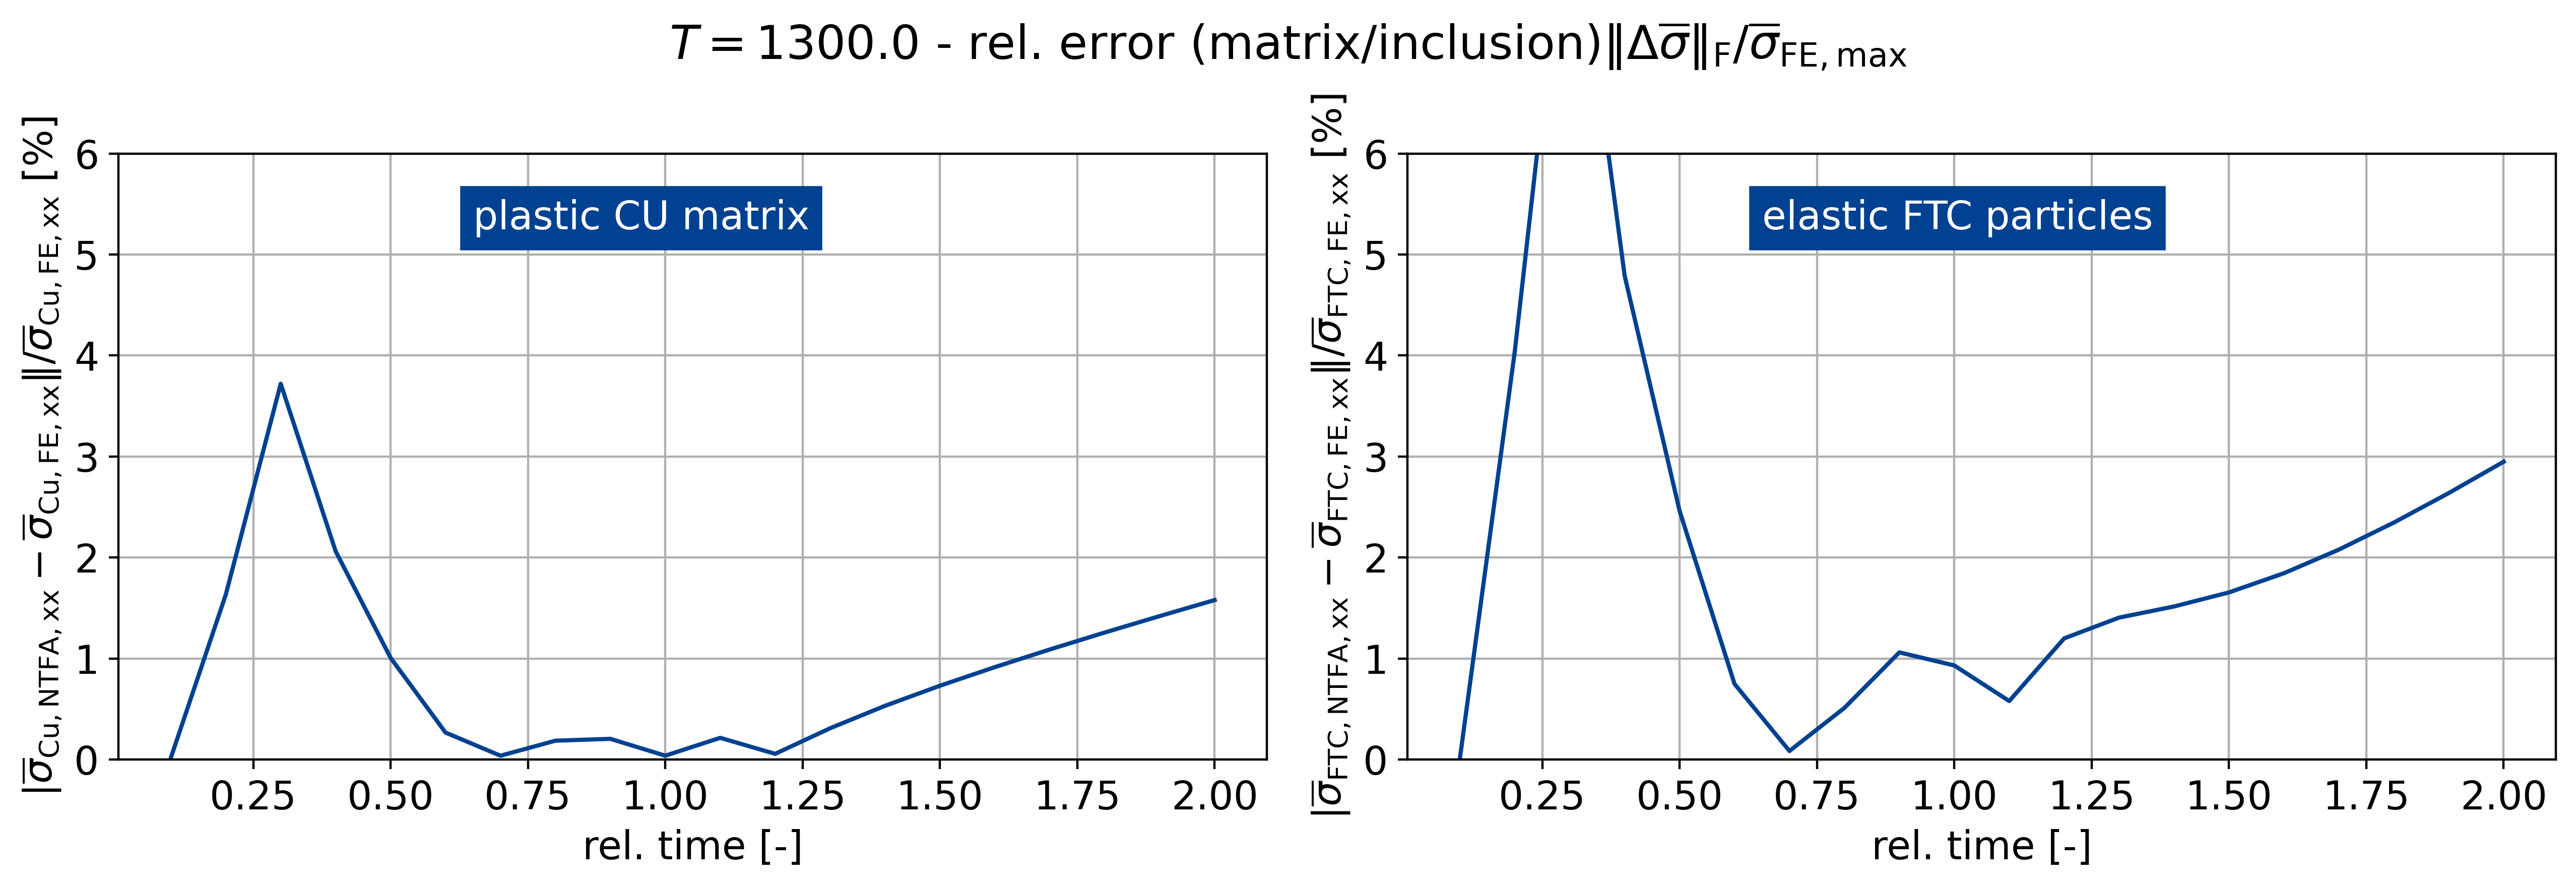 T = 1300.0 - rel. error (matrix/inclusion)‖Δσ̅‖F/σ̅FE, max
|σ̅Cu, NTFA, xx − σ̅Cu, FE, xx‖/σ̅Cu, FE, xx [%]
6
5
4
3
2
1
0
plastic CU matrix
0.25 0.50 0.75 1.00 1.25 1.50 1.75 2.00
rel. time [-]
|σ̅FTC, NTFA, xx − σ̅FTC, FE, xx‖/σ̅FTC, FE, xx [%]
6
5
4
3
2
1
0
elastic FTC particles
0.25 0.50 0.75 1.00 1.25 1.50 1.75 2.00
rel. time [-]